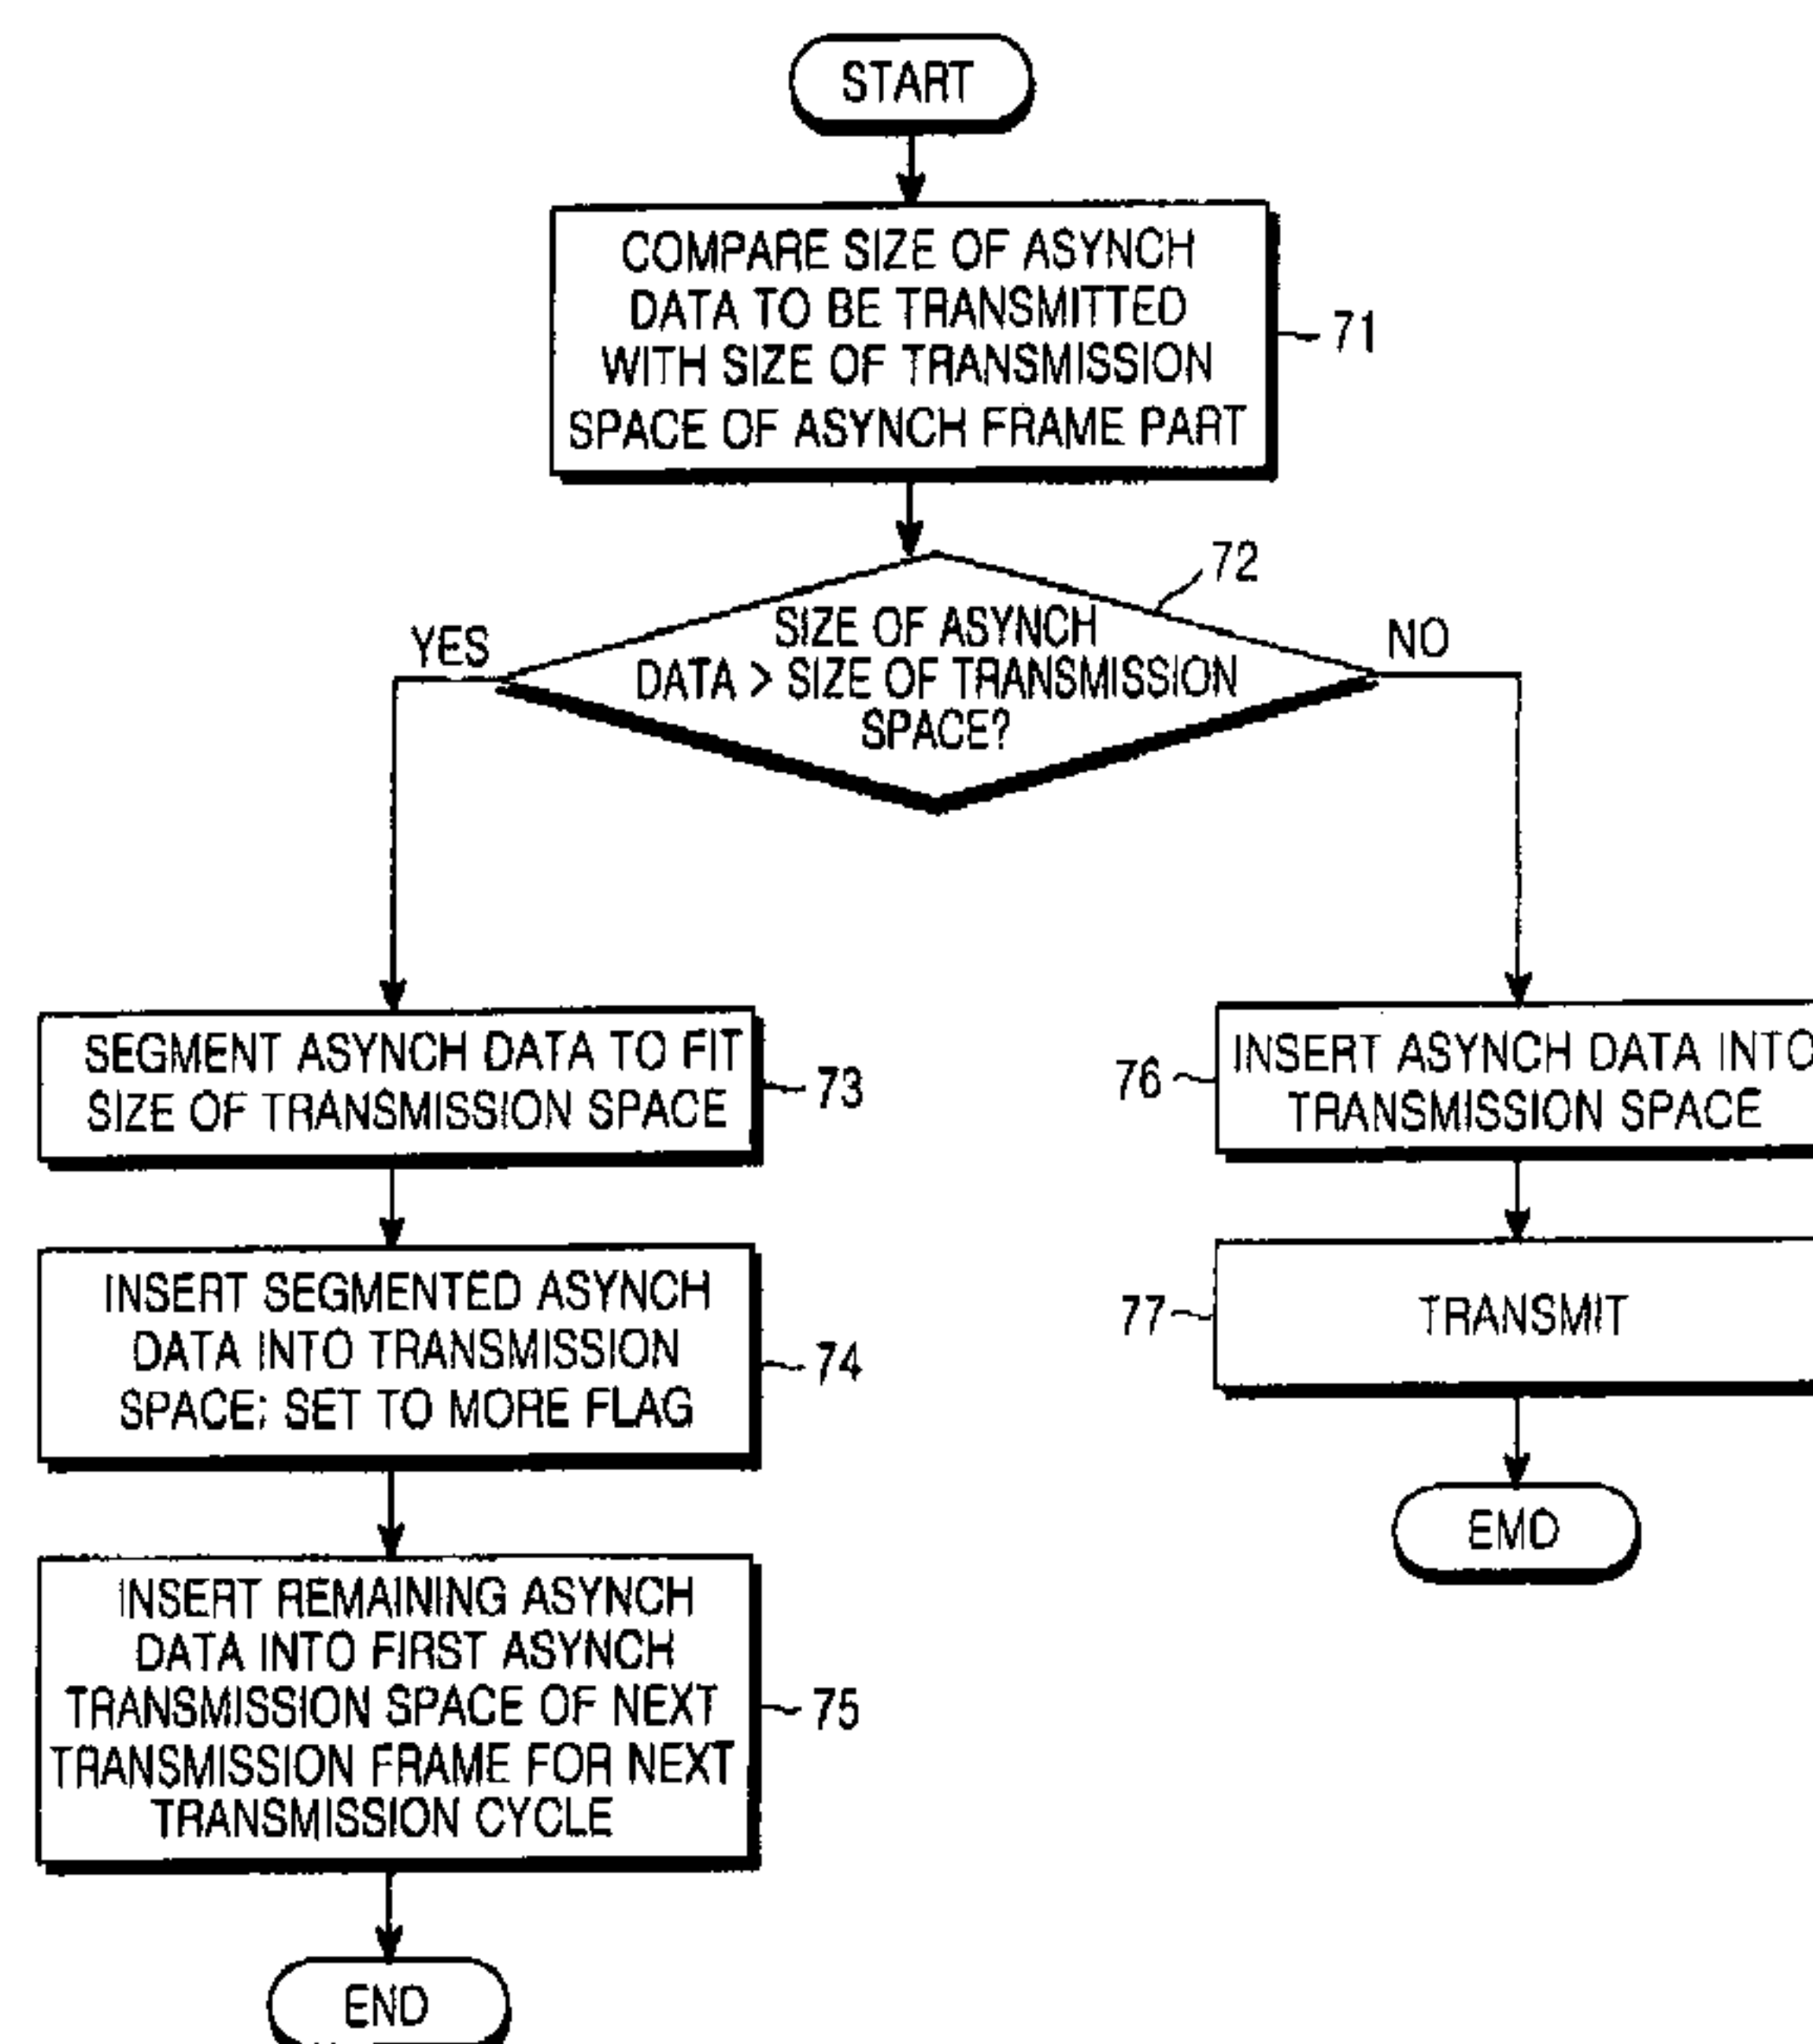 START
COMPARE SIZE OF ASYNCH
DATA TO BE TRANSMITTED
WITH SIZE OF TRANSMISSION
SPACE OF ASYNCH FRAME PART
71
72
SIZE OF ASYNCH
DATA > SIZE OF TRANSMISSION
SPACE?
YES
NO
SEGMENT ASYNCH DATA TO FIT
SIZE OF TRANSMISSION SPACE
73
INSERT SEGMENTED ASYNCH
DATA INTO TRANSMISSION
SPACE; SET TO MORE FLAG
74
INSERT REMAINING ASYNCH
DATA INTO FIRST ASYNCH
TRANSMISSION SPACE OF NEXT
TRANSMISSION FRAME FOR NEXT
TRANSMISSION CYCLE
75
END
76
INSERT ASYNCH DATA INTO
TRANSMISSION SPACE
77
TRANSMIT
EMD